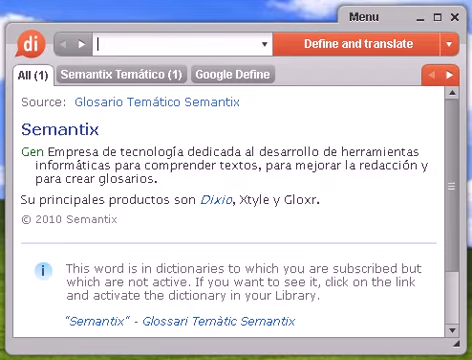 Menu
di
Define and translate
All (1)
Semantix Temático (1)
Google Define
Source: Glosario Temático Semantix
Semantix
Gen Empresa de tecnología dedicada al desarrollo de herramientas
informáticas para comprender textos, para mejorar la redacción y
para crear glosarios.
Su principales productos son Dixio, Xtyle y Gloxr.
© 2010 Semantix
i
This word is in dictionaries to which you are subscribed but
which are not active. If you want to see it, click on the link
and activate the dictionary in your Library.
"Semantix" - Glossari Temàtic Semantix